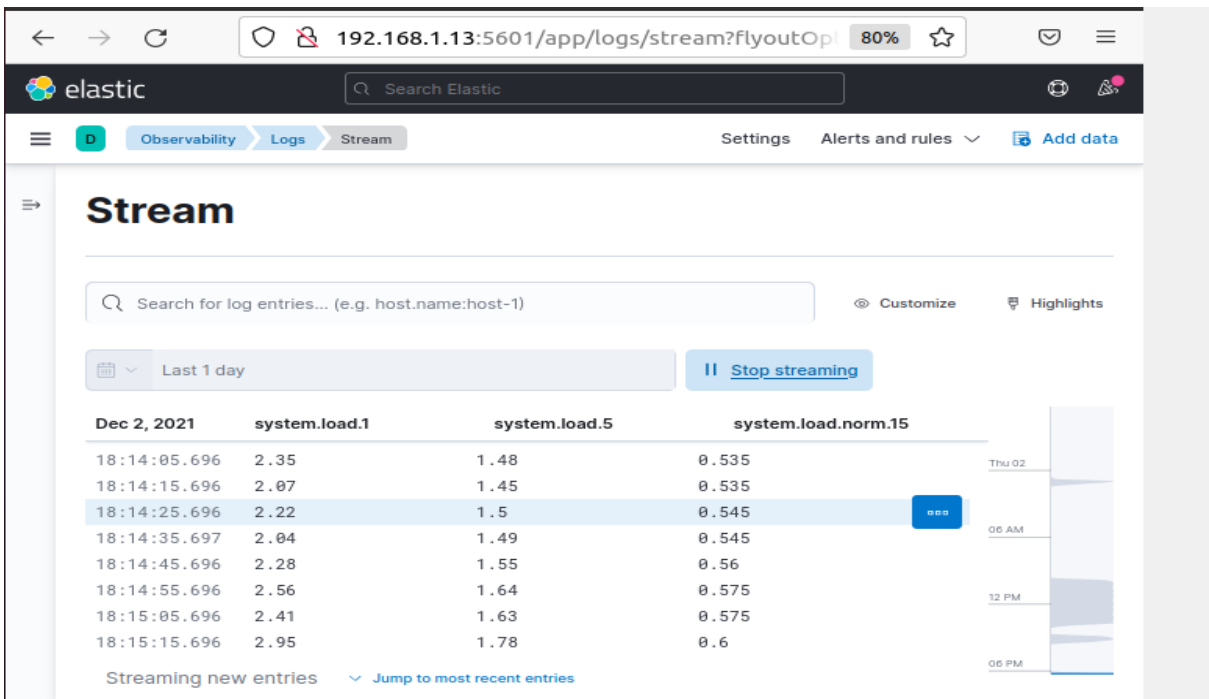 192.168.1.13:5601/app/logs/stream?flyoutOpt 80%
elastic Search Elastic
D Observability Logs Stream Settings Alerts and rules Add data
Stream
Search for log entries... (e.g. host.name:host-1) Customize Highlights
Last 1 day Stop streaming
Dec 2, 2021 system.load.1 system.load.5 system.load.norm.15
18:14:05.696 2.35 1.48 0.535
Thu 02
18:14:15.696 2.07 1.45 0.535
18:14:25.696 2.22 1.5 0.545
06 AM
18:14:35.697 2.04 1.49 0.545
18:14:45.696 2.28 1.55 0.56
18:14:55.696 2.56 1.64 0.575
12 PM
18:15:05.696 2.41 1.63 0.575
18:15:15.696 2.95 1.78 0.6
06 PM
Streaming new entries Jump to most recent entries